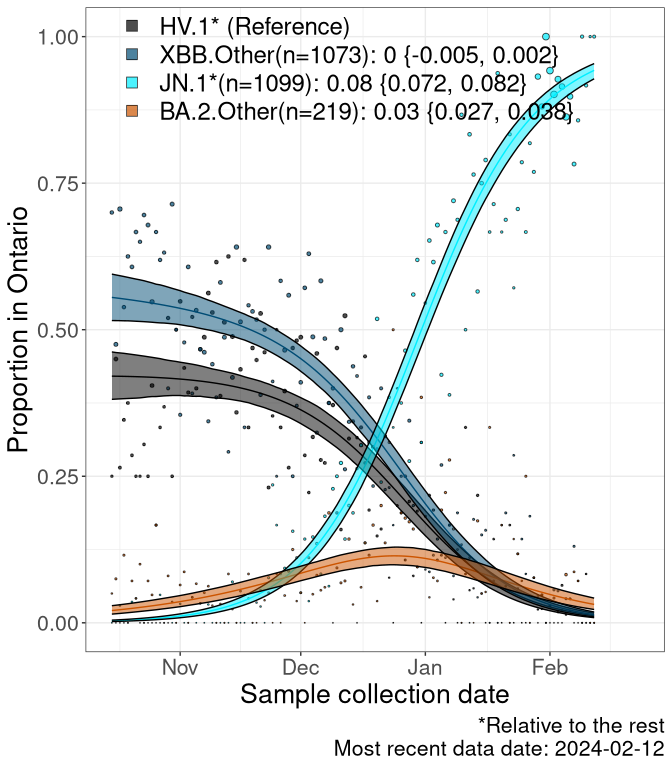 HV.1* (Reference)
XBB.Other(n=1073): 0 {-0.005, 0.002}
JN.1*(n=1099): 0.08 {0.072, 0.082}
BA.2.Other(n=219): 0.03 {0.027, 0.038}
1.00
0.75
0.50
0.25
0.00
Proportion in Ontario
Nov Dec Jan Feb
Sample collection date
*Relative to the rest
Most recent data date: 2024-02-12